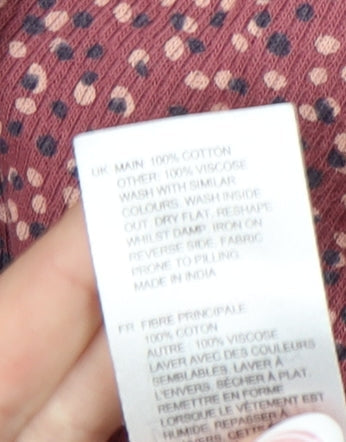 UK MAIN 100% COTTON
OTHER: 100% VISCOSE
WASH WITH SIMILAR
COLOURS. WASH INSIDE
OUT. DRY FLAT, RESHAPE
WHILST DAMP. IRON ON
REVERSE SIDE. FABRIC
PRONE TO PILLING.
MADE IN INDIA
FR FIBRE PRINCIPALE
100% COTON
AUTRE 100% VISCOSE
LAVER AVEC DES COULEURS
SEMBLABLES. LAVER À
L'ENVERS. SÉCHER À PLAT,
REMETTRE EN FORME
LORSQUE LE VÊTEMENT EST
HUMIDE. REPASSER À